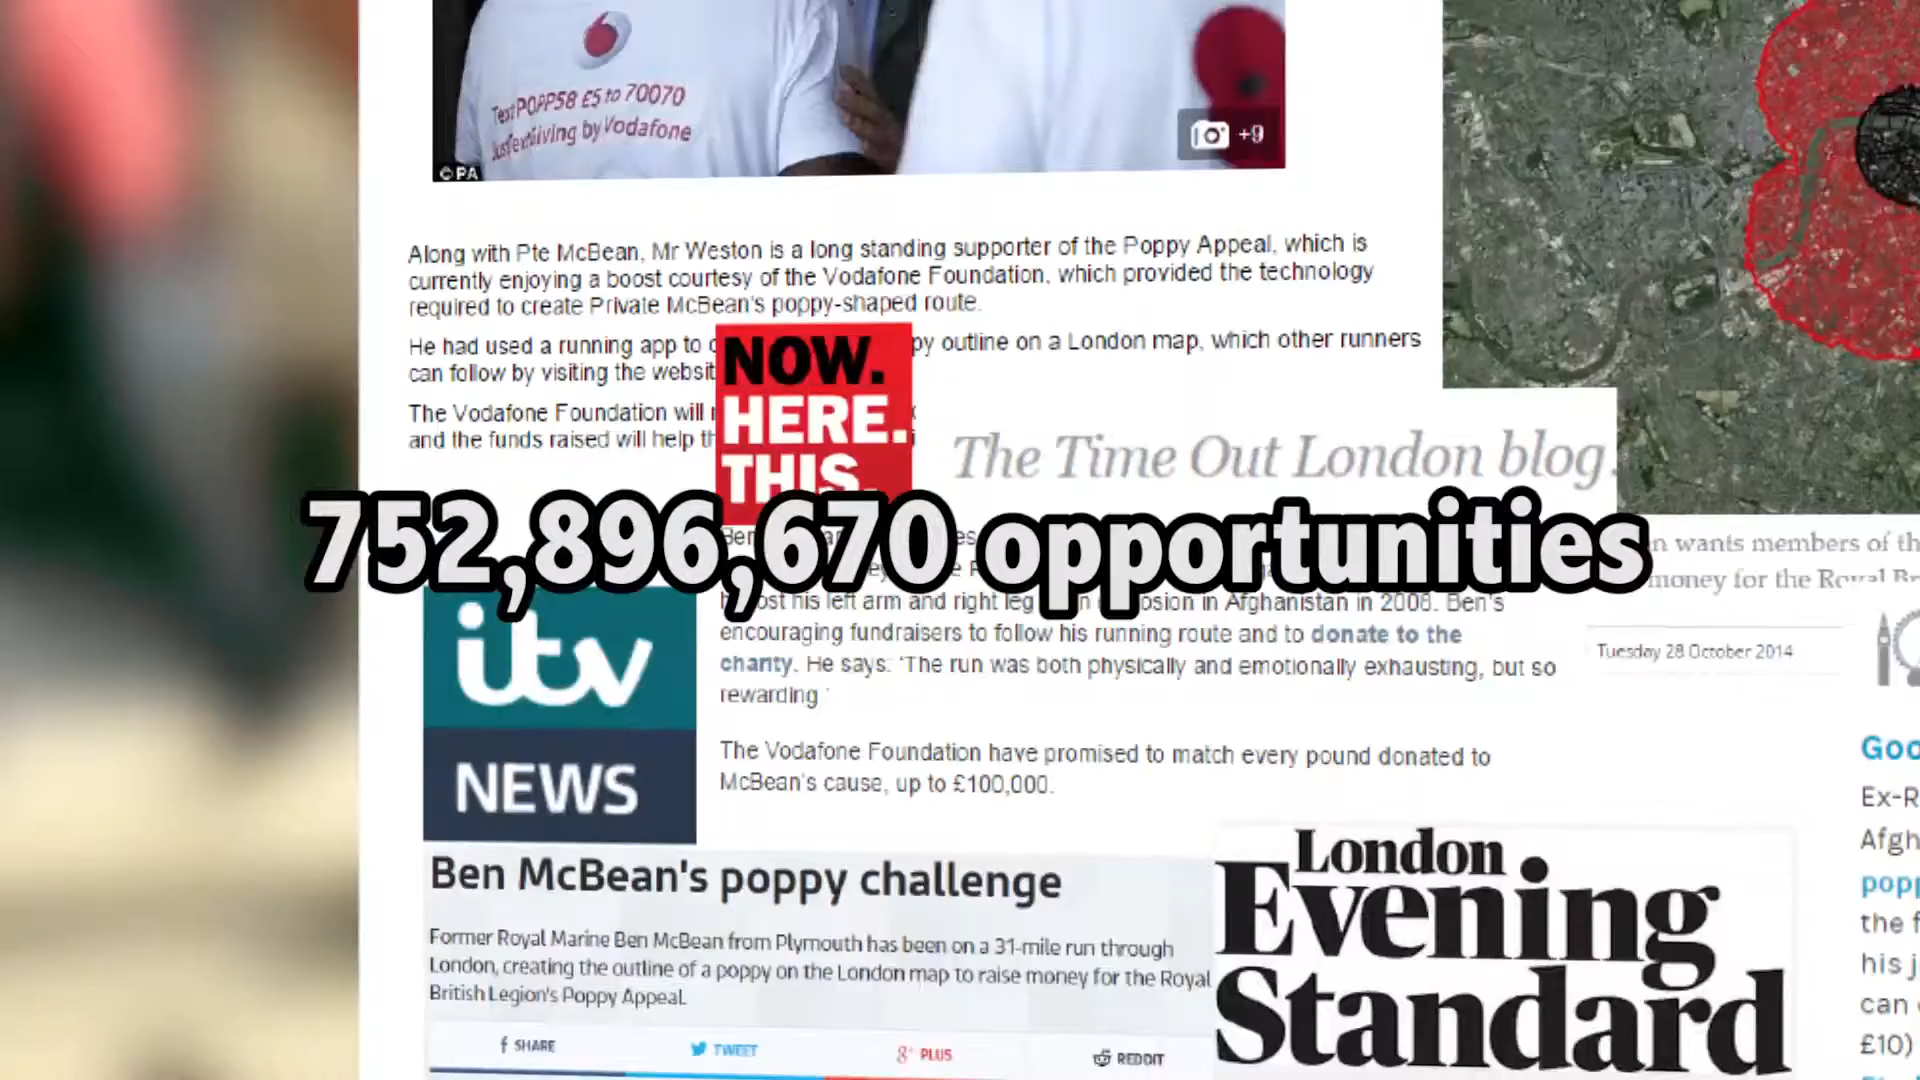 Text POPP58 £5 to 70070
JustTextGiving by Vodafone
+9
© PA
Along with Pte McBean, Mr Weston is a long standing supporter of the Poppy Appeal, which is
currently enjoying a boost courtesy of the Vodafone Foundation, which provided the technology
required to create Private McBean's poppy-shaped route.
He had used a running app to
py outline on a London map, which other runners
can follow by visiting the websit
The Vodafone Foundation will
and the funds raised will help th
NOW.
HERE.
THIS.
The Time Out London blog.
752,896,670 opportunities
n wants members of th
money for the Royal Br
his left arm and right leg
osion in Afghanistan in 2008. Ben's
encouraging fundraisers to follow his running route and to donate to the
charity. He says: 'The run was both physically and emotionally exhausting, but so
rewarding.'
Tuesday 28 October 2014
itv
NEWS
The Vodafone Foundation have promised to match every pound donated to
McBean's cause, up to £100,000.
Goo
Ex-R
Afgh
popp
the f
his j
can
£10)
Ben McBean's poppy challenge
Former Royal Marine Ben McBean from Plymouth has been on a 31-mile run through
London, creating the outline of a poppy on the London map to raise money for the Royal
British Legion's Poppy Appeal.
SHARE
TWEET
PLUS
REDDIT
London
Evening
Standard